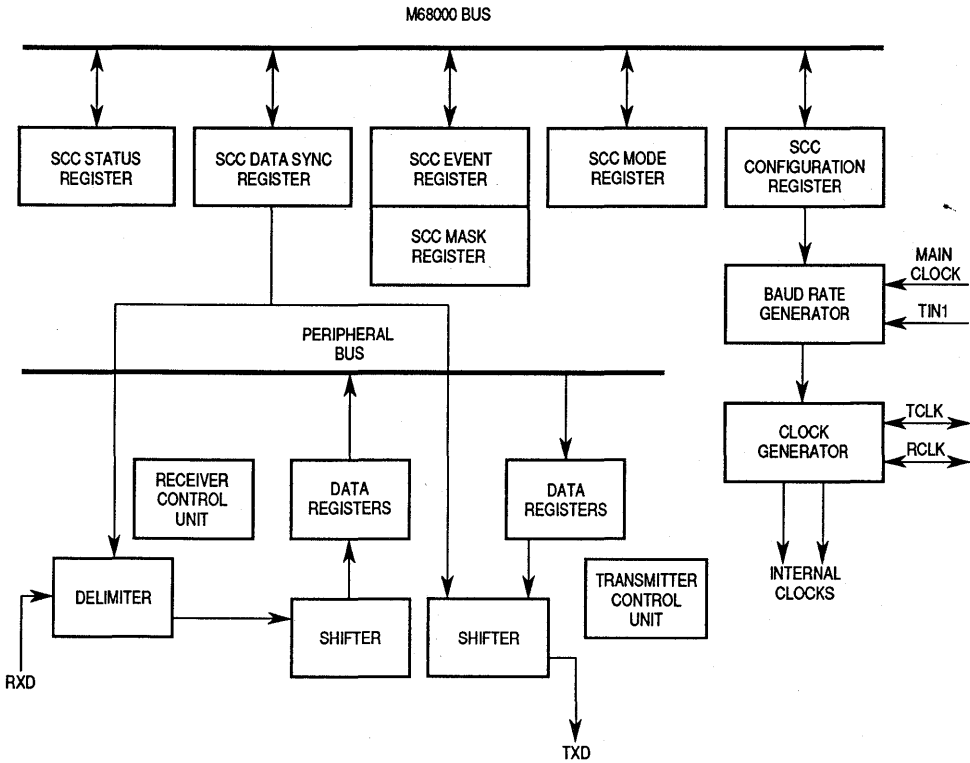 M68000 BUS
SCC STATUS
REGISTER
SCC DATA SYNC
REGISTER
SCC EVENT
REGISTER
SCC MODE
REGISTER
SCC
CONFIGURATION
REGISTER
SCC MASK
REGISTER
MAIN
CLOCK
BAUD RATE
GENERATOR
TIN1
PERIPHERAL
BUS
CLOCK
GENERATOR
TCLK
RCLK
RECEIVER
CONTROL
UNIT
DATA
REGISTERS
DATA
REGISTERS
INTERNAL
CLOCKS
DELIMITER
SHIFTER
SHIFTER
TRANSMITTER
CONTROL
UNIT
RXD
TXD